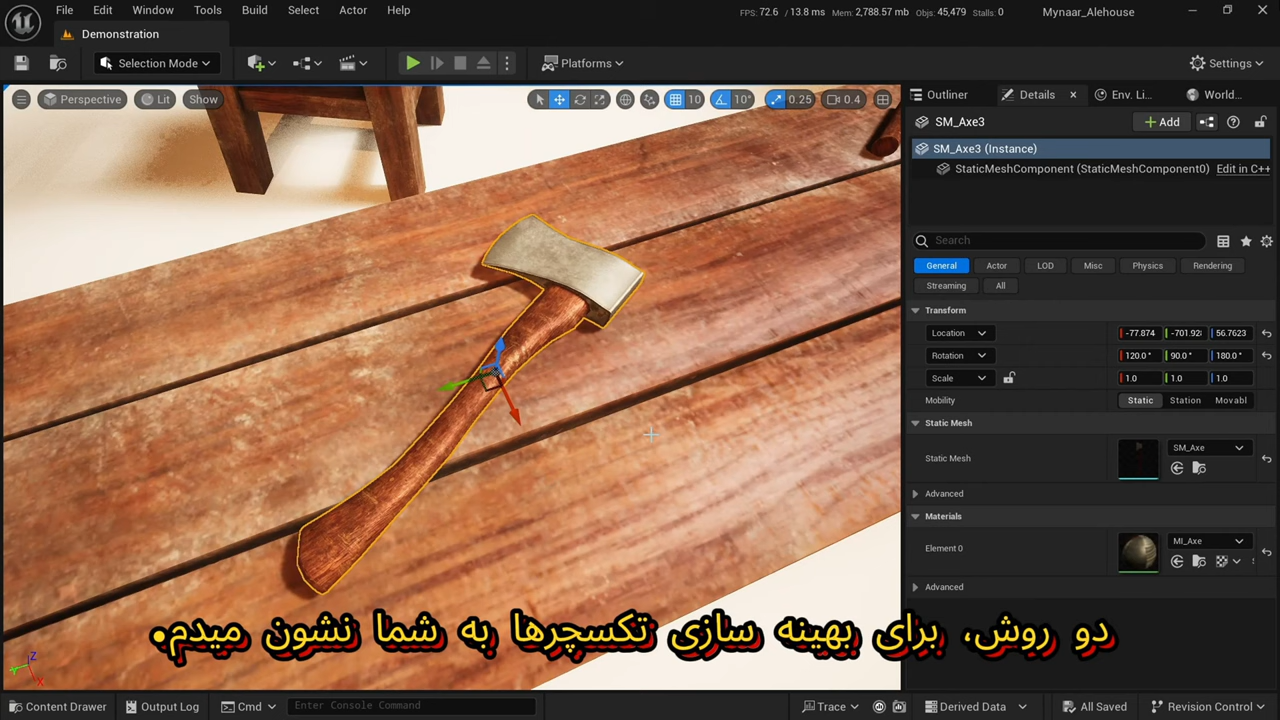 File Edit Window Tools Build Select Actor Help
FPS: 72.6 / 13.8 ms Mem: 2,788.57 mb Objs: 45,479 Stalls: 0
Mynaar_Alehouse
Demonstration
Selection Mode
Platforms
Settings
Perspective Lit Show
10 10° 0.25 0.4
Outliner Details Env. Li... World...
SM_Axe3
Add
SM_Axe3 (Instance)
StaticMeshComponent (StaticMeshComponent0) Edit in C++
Search
General Actor LOD Misc Physics Rendering
Streaming All
Transform
Location -77.874 -701.928 56.7623
Rotation 120.0 ° 90.0 ° 180.0 °
Scale 1.0 1.0 1.0
Mobility Static Station Movabl
Static Mesh
Static Mesh SM_Axe
Advanced
Materials
Element 0 MI_Axe
Advanced
دو روش، برای بهینه سازی تکسچرها به شما نشون میدم.
Z
X
Content Drawer Output Log Cmd Enter Console Command
Trace Derived Data All Saved Revision Control